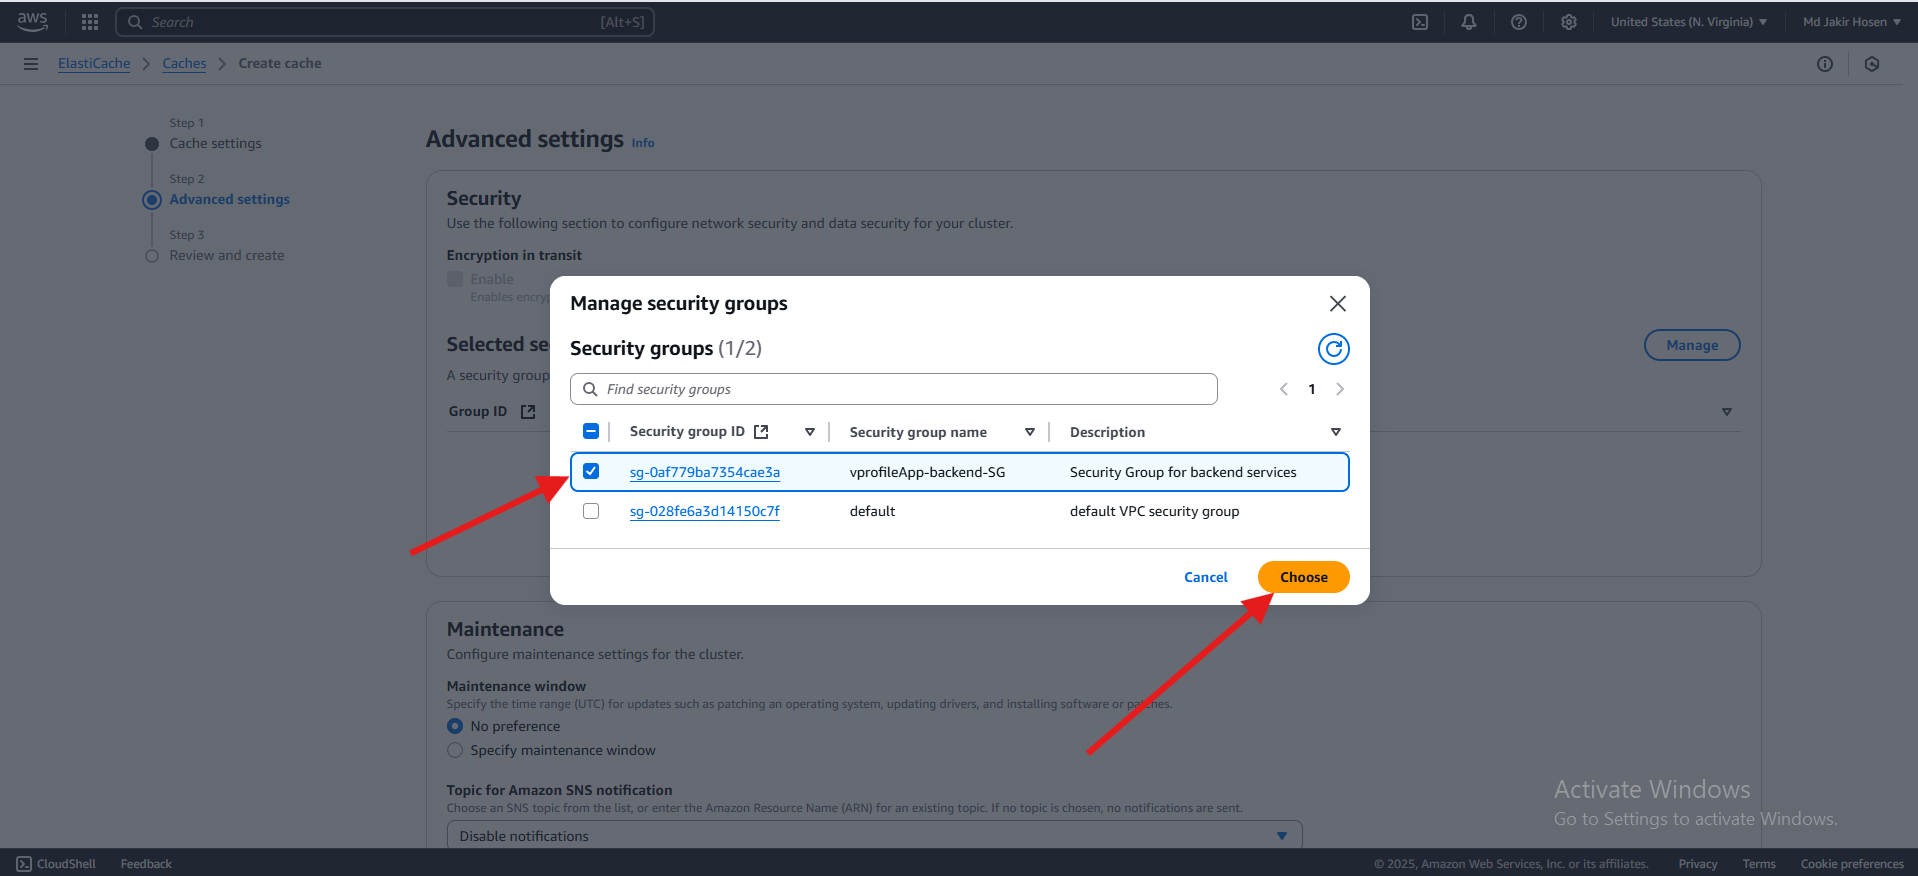 aws
Search
[Alt+S]
United States (N. Virginia)
Md Jakir Hosen
ElastiCache
Caches
Create cache
Step 1
Cache settings
Step 2
Advanced settings
Step 3
Review and create
Advanced settings Info
Security
Use the following section to configure network security and data security for your cluster.
Encryption in transit
Enable
Enables
Selected
A security group
Group ID
Manage
Manage security groups
Security groups (1/2)
Find security groups
1
Security group ID
Security group name
Description
sg-0af779ba7354cae3a
vprofileApp-backend-SG
Security Group for backend services
sg-028fe6a3d14150c7f
default
default VPC security group
Cancel
Choose
Maintenance
Configure maintenance settings for the cluster.
Maintenance window
Specify the time range (UTC) for updates such as patching an operating system, updating drivers, and installing software or patches.
No preference
Specify maintenance window
Topic for Amazon SNS notification
Choose an SNS topic from the list, or enter the Amazon Resource Name (ARN) for an existing topic. If no topic is chosen, no notifications are sent.
Disable notifications
Activate Windows
Go to Settings to activate Windows.
CloudShell
Feedback
© 2025, Amazon Web Services, Inc. or its affiliates.
Privacy
Terms
Cookie preferences